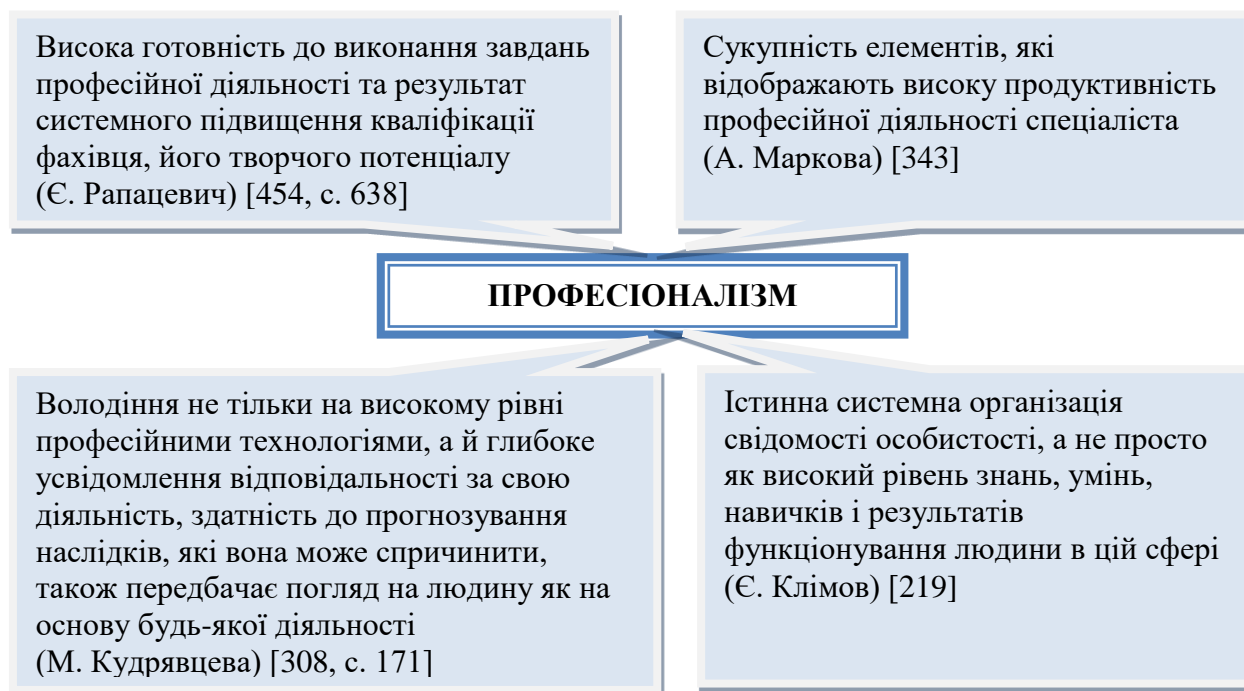 Висока готовність до виконання завдань
професійної діяльності та результат
системного підвищення кваліфікації
фахівця, його творчого потенціалу
(Є. Рапацевич) [454, с. 638]
Сукупність елементів, які
відображають високу продуктивність
професійної діяльності спеціаліста
(А. Маркова) [343]
ПРОФЕСІОНАЛІЗМ
Володіння не тільки на високому рівні
професійними технологіями, а й глибоке
усвідомлення відповідальності за свою
діяльність, здатність до прогнозування
наслідків, які вона може спричинити,
також передбачає погляд на людину як на
основу будь-якої діяльності
(М. Кудрявцева) [308, с. 171]
Істинна системна організація
свідомості особистості, а не просто
як високий рівень знань, умінь,
навичків і результатів
функціонування людини в цій сфері
(Є. Клімов) [219]